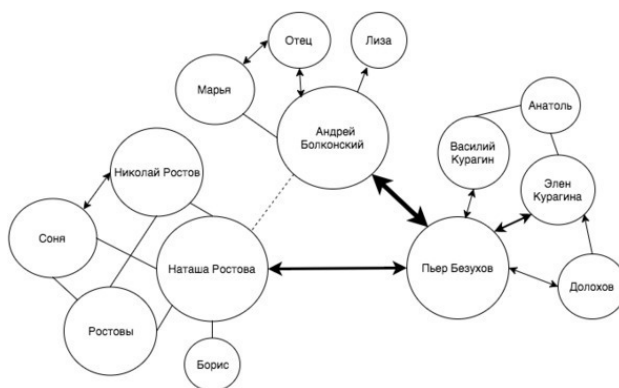 Отец
Лиза
Марья
Андрей
Болконский
Анатоль
Василий
Курагин
Николай Ростов
Элен
Курагина
Соня
Наташа Ростова
Пьер Безухов
Долохов
Ростовы
Борис